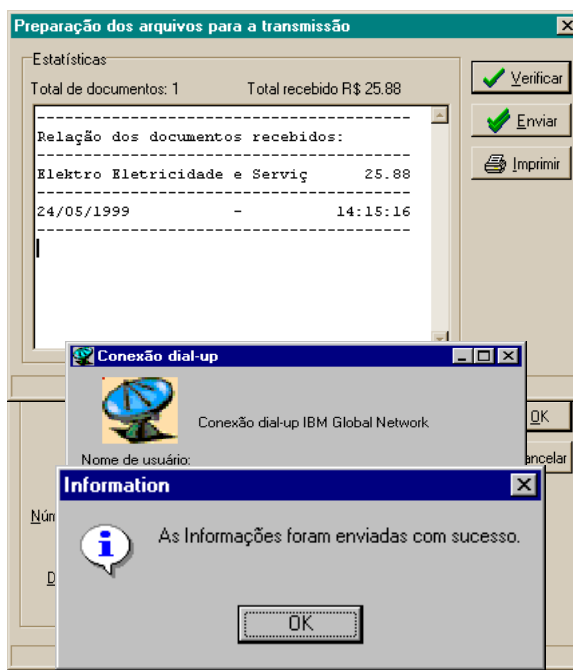 Preparação dos arquivos para a transmissão
Estatísticas
Total de documentos: 1 Total recebido R$ 25.88
Verificar
Enviar
Imprimir
----------------------------------------
Relação dos documentos recebidos:
----------------------------------------
Elektro Eletricidade e Serviç 25.88
----------------------------------------
24/05/1999 - 14:15:16
----------------------------------------
Conexão dial-up
Conexão dial-up IBM Global Network
OK
Nome de usuário:
ancelar
Information
Nún
As Informações foram enviadas com sucesso.
D
OK